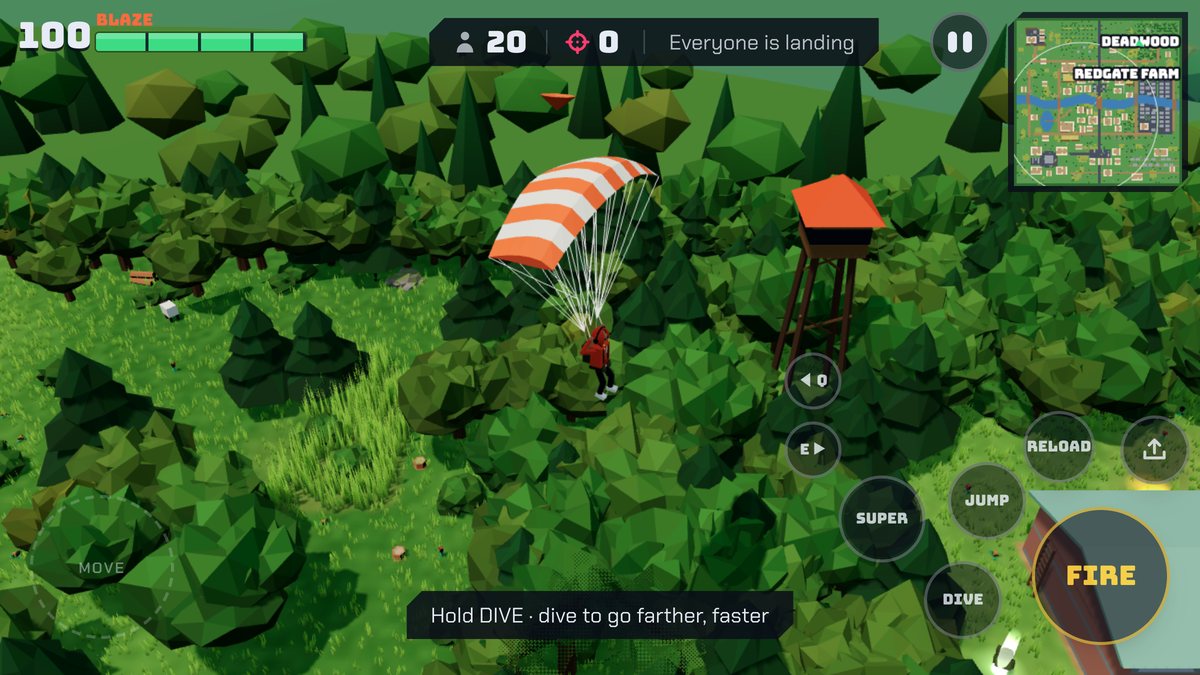 100
BLAZE
20
0
Everyone is landing
DEADWOOD
REDGATE FARM
Q
E
RELOAD
JUMP
SUPER
FIRE
MOVE
DIVE
Hold DIVE · dive to go farther, faster